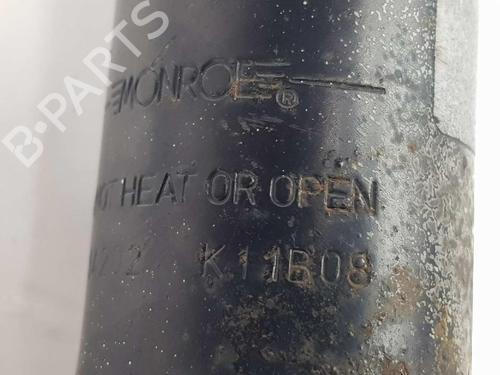 MONROE®
HEAT OR OPEN
K11B08
B-PARTS